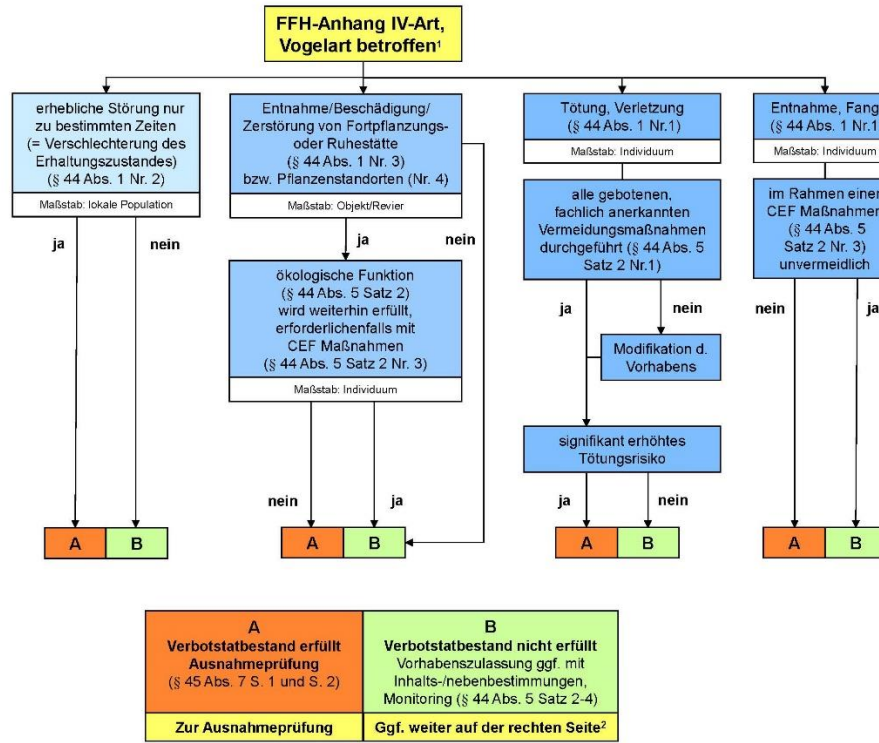 FFH-Anhang IV-Art,
Vogelart betroffen¹
erhebliche Störung nur
zu bestimmten Zeiten
(= Verschlechterung des
Erhaltungszustandes)
(§ 44 Abs. 1 Nr. 2)
Maßstab: lokale Population
ja
nein
A
B
Entnahme/Beschädigung/
Zerstörung von Fortpflanzungs-
oder Ruhestätte
(§ 44 Abs. 1 Nr. 3)
bzw. Pflanzenstandorten (Nr. 4)
Maßstab: Objekt/Revier
ja
nein
ökologische Funktion
(§ 44 Abs. 5 Satz 2)
wird weiterhin erfüllt,
erforderlichenfalls mit
CEF Maßnahmen
(§ 44 Abs. 5 Satz 2 Nr. 3)
Maßstab: Individuum
nein
ja
A
B
Tötung, Verletzung
(§ 44 Abs. 1 Nr.1)
Maßstab: Individuum
alle gebotenen,
fachlich anerkannten
Vermeidungsmaßnahmen
durchgeführt (§ 44 Abs. 5
Satz 2 Nr.1)
ja
nein
Modifikation d.
Vorhabens
signifikant erhöhtes
Tötungsrisiko
ja
nein
A
B
Entnahme, Fang
(§ 44 Abs. 1 Nr.1
Maßstab: Individuum
im Rahmen einer
CEF Maßnahmen
(§ 44 Abs. 5
Satz 2 Nr. 3)
unvermeidlich
nein
ja
A
B
A
Verbotstatbestand erfüllt
Ausnahmeprüfung
(§ 45 Abs. 7 S. 1 und S. 2)
Zur Ausnahmeprüfung
B
Verbotstatbestand nicht erfüllt
Vorhabenszulassung ggf. mit
Inhalts-/nebenbestimmungen,
Monitoring (§ 44 Abs. 5 Satz 2-4)
Ggf. weiter auf der rechten Seite²